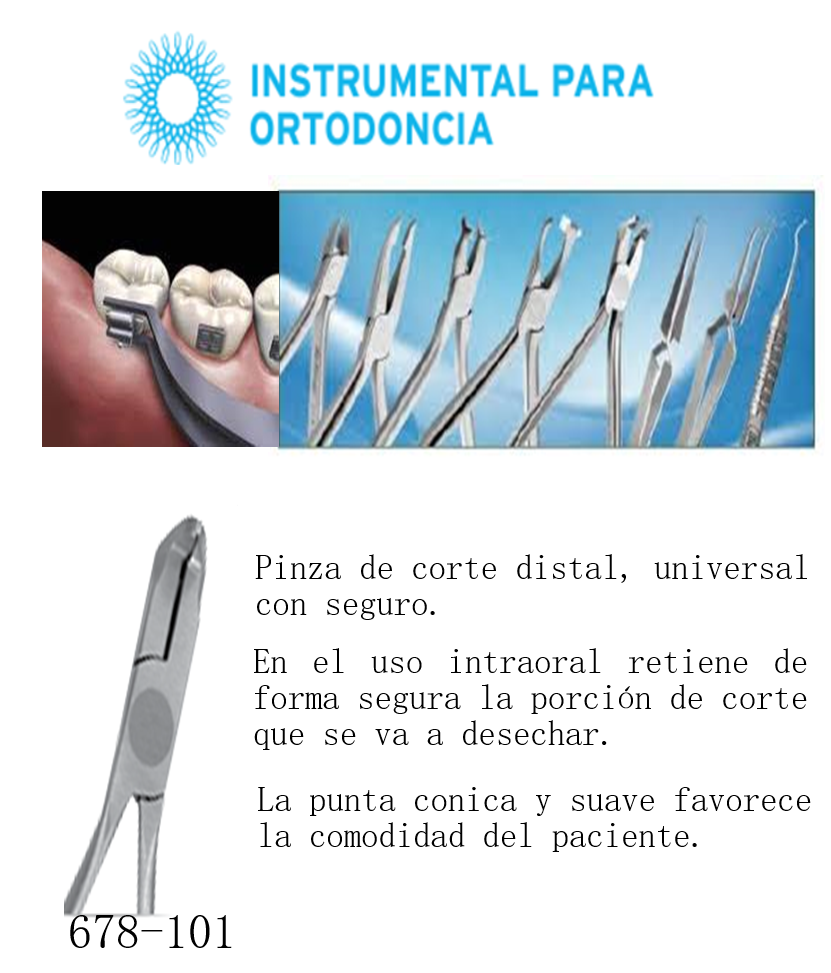 INSTRUMENTAL PARA
ORTODONCIA
Pinza de corte distal, universal
con seguro.
En el uso intraoral retiene de
forma segura la porción de corte
que se va a desechar.
La punta conica y suave favorece
la comodidad del paciente.
678-101